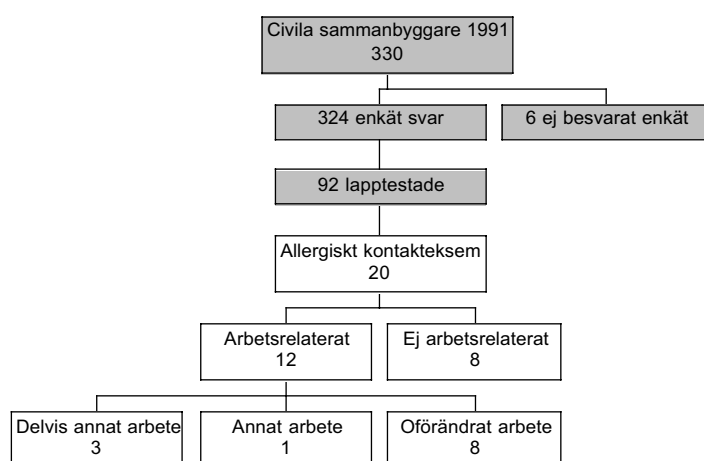 Civila sammanbyggare 1991
330
324 enkät svar
6 ej besvarat enkät
92 lapptestade
Allergiskt kontakteksem
20
Arbetsrelaterat
12
Ej arbetsrelaterat
8
Delvis annat arbete
3
Annat arbete
1
Oförändrat arbete
8